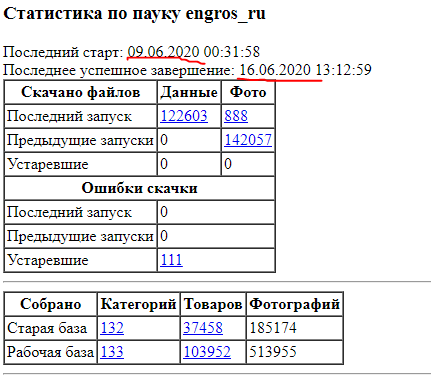 Статистика по пауку engros_ru
Последний старт: 09.06.2020 00:31:58
Последнее успешное завершение: 16.06.2020 13:12:59
Скачано файлов Данные Фото
Последний запуск 122603 888
Предыдущие запуски 0 142057
Устаревшие 0 0
Ошибки скачки
Последний запуск 0
Предыдущие запуски 0
Устаревшие 111
Собрано Категорий Товаров Фотографий
Старая база 132 37458 185174
Рабочая база 133 103952 513955